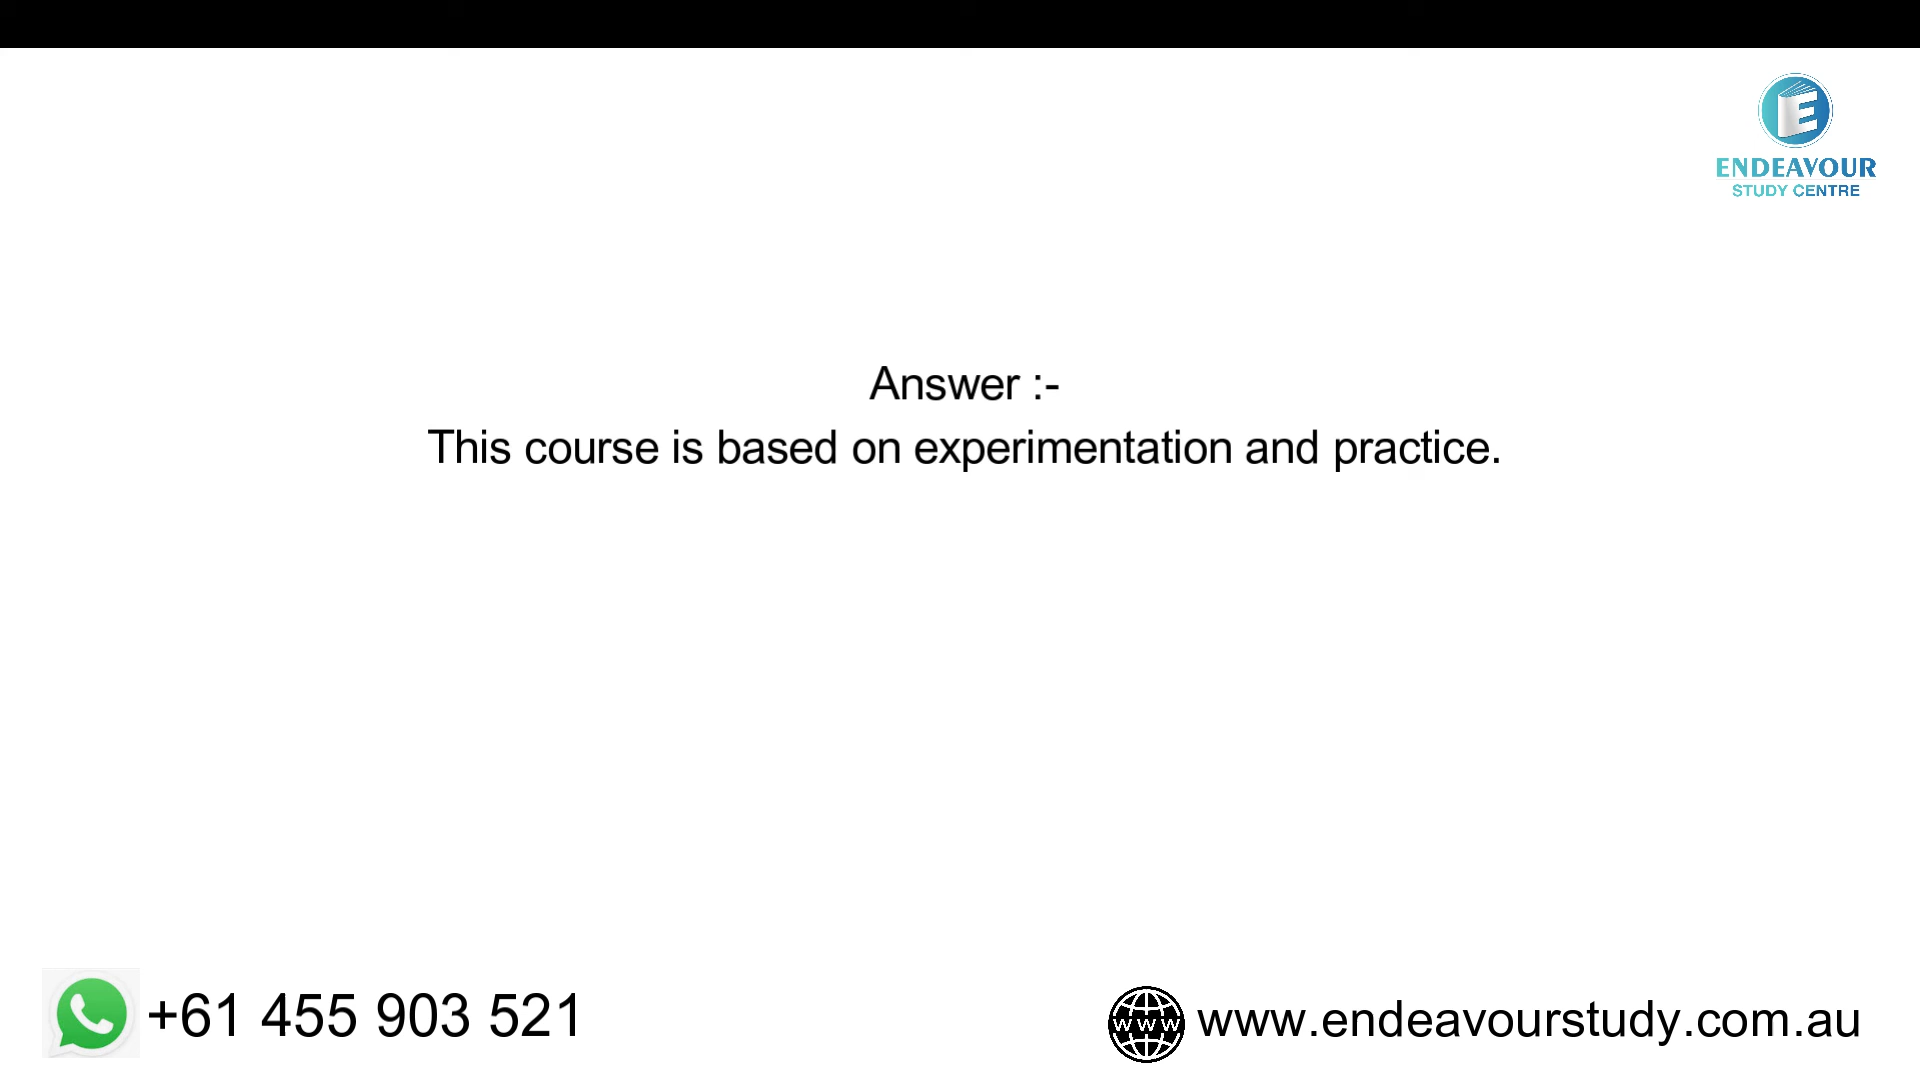 ENDEAVOUR
STUDY CENTRE
Answer :-
This course is based on experimentation and practice.
+61 455 903 521
www www.endeavourstudy.com.au